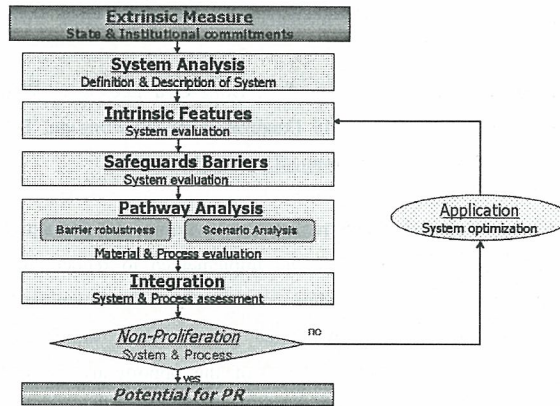 Extrinsic Measure
State & Institutional commitments
System Analysis
Definition & Description of System
Intrinsic Features
System evaluation
Safeguards Barriers
System evaluation
Pathway Analysis
Barrier robustness
Scenario Analysis
Material & Process evaluation
Integration
System & Process assessment
Non-Proliferation
System & Process
no
yes
Potential for PR
Application
System optimization